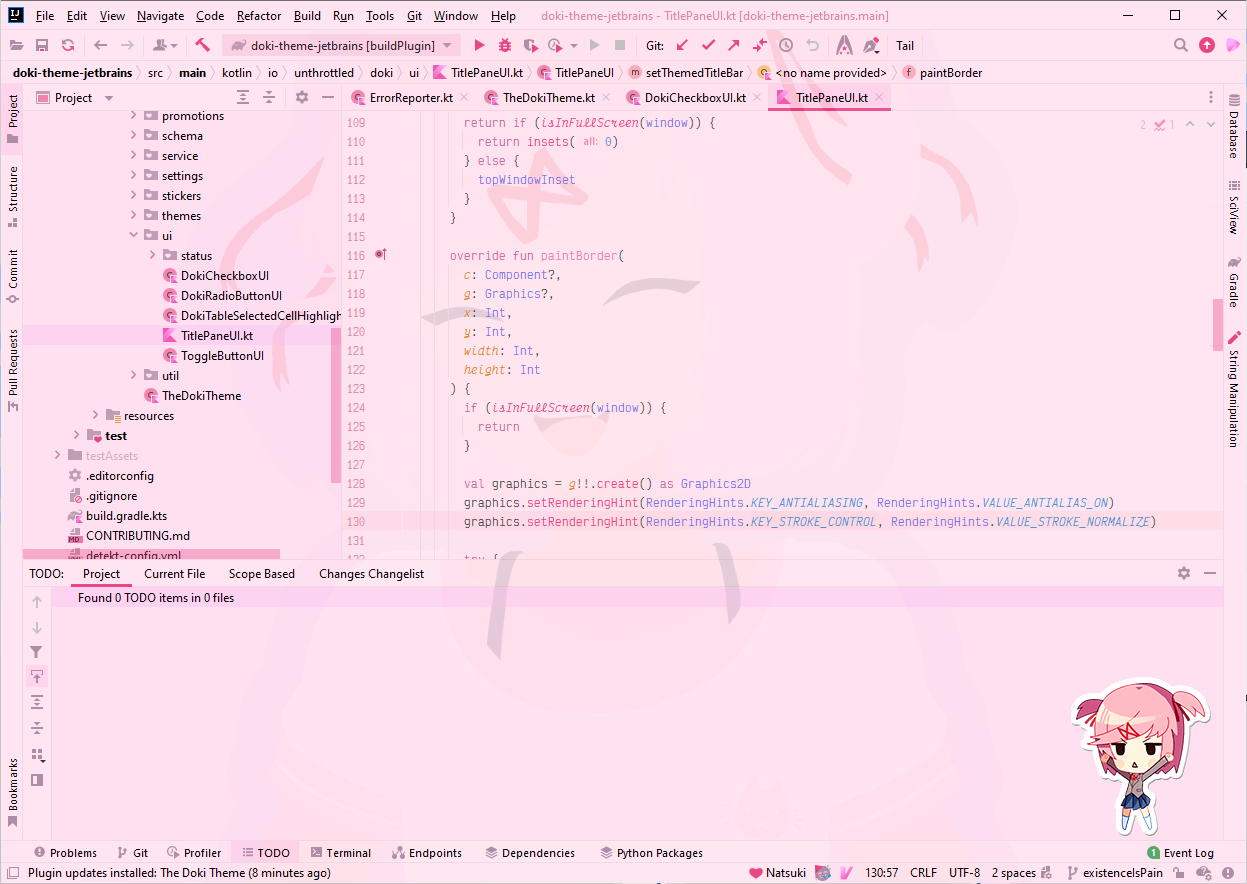 File Edit View Navigate Code Refactor Build Run Tools Git Window Help doki-theme-jetbrains - TitlePaneUI.kt [doki-theme-jetbrains.main]
doki-theme-jetbrains [buildPlugin] Git: Tail
doki-theme-jetbrains src main kotlin io unthrottled doki ui TitlePaneUI.kt TitlePaneUI setThemedTitleBar <no name provided> paintBorder
Project ErrorReporter.kt TheDokiTheme.kt DokiCheckboxUI.kt TitlePaneUI.kt
Project
Structure
Commit
Pull Requests
Bookmarks
promotions
schema
service
settings
stickers
themes
ui
status
DokiCheckboxUI
DokiRadioButtonUI
DokiTableSelectedCellHighligh
TitlePaneUI.kt
ToggleButtonUI
util
TheDokiTheme
resources
test
testAssets
.editorconfig
.gitignore
build.gradle.kts
CONTRIBUTING.md
detekt-config.yml
2 1
109 return if (isInFullScreen(window)) {
110 return insets( all: 0)
111 } else {
112 topWindowInset
113 }
114 }
115
116 override fun paintBorder(
117 c: Component?,
118 g: Graphics?,
119 x: Int,
120 y: Int,
121 width: Int,
122 height: Int
123 ) {
124 if (isInFullScreen(window)) {
125 return
126 }
127
128 val graphics = g!!.create() as Graphics2D
129 graphics.setRenderingHint(RenderingHints.KEY_ANTIALIASING, RenderingHints.VALUE_ANTIALIAS_ON)
130 graphics.setRenderingHint(RenderingHints.KEY_STROKE_CONTROL, RenderingHints.VALUE_STROKE_NORMALIZE)
131
132 try {
Database
SciView
Gradle
String Manipulation
TODO: Project Current File Scope Based Changes Changelist
Found 0 TODO items in 0 files
Problems Git Profiler TODO Terminal Endpoints Dependencies Python Packages 1 Event Log
Plugin updates installed: The Doki Theme (8 minutes ago) Natsuki 130:57 CRLF UTF-8 2 spaces existenceIsPain